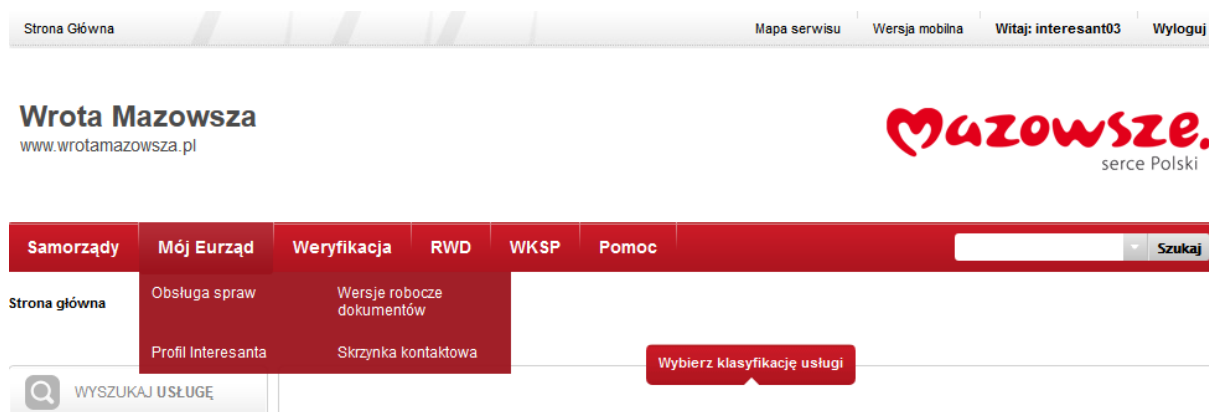 Strona Główna
Mapa serwisu
Wersja mobilna
Witaj: interesant03
Wyloguj
Wrota Mazowsza
www.wrotamazowsza.pl
Mazowsze.
serce Polski
Samorządy
Mój Eurząd
Weryfikacja
RWD
WKSP
Pomoc
Szukaj
Strona główna
Obsługa spraw
Wersje robocze
dokumentów
Profil Interesanta
Skrzynka kontaktowa
Wybierz klasyfikację usługi
WYSZUKAJ USŁUGĘ